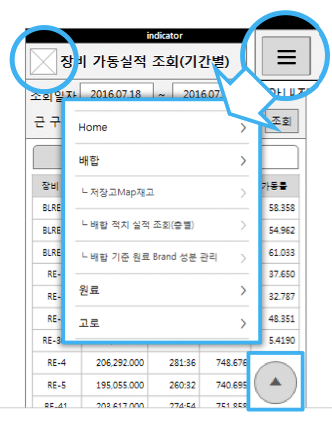 indicator
장비 가동실적 조회(기간별)
조회일자 2016.07.18 ~ 2016.07
근 구 조회
Home
배합
ㄴ 저장고Map재고
ㄴ 배합 적치 실적 조회(층별)
ㄴ 배합 기준 원료 Brand 성분 관리
원료
고로
장비 가동률
BLRE 58.358
BLRE 54.962
BLRE 61.033
RE- 37.650
RE- 32.787
RE- 48.351
RE-3 5.4190
RE-4 206,292.000 281:36 748.676
RE-5 195,055.000 260:32 740.695
RE-41 203,617.000 274:54 751.858